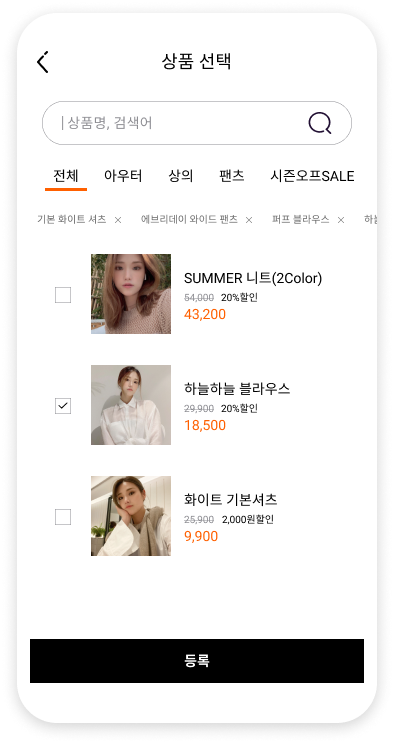 상품 선택
상품명, 검색어
전체 아우터 상의 팬츠 시즌오프SALE
기본 화이트 셔츠 에브리데이 와이드 팬츠 퍼프 블라우스
SUMMER 니트(2Color)
54,000 20%할인
43,200
하늘하늘 블라우스
29,900 20%할인
18,500
화이트 기본셔츠
25,900 2,000원할인
9,900
등록